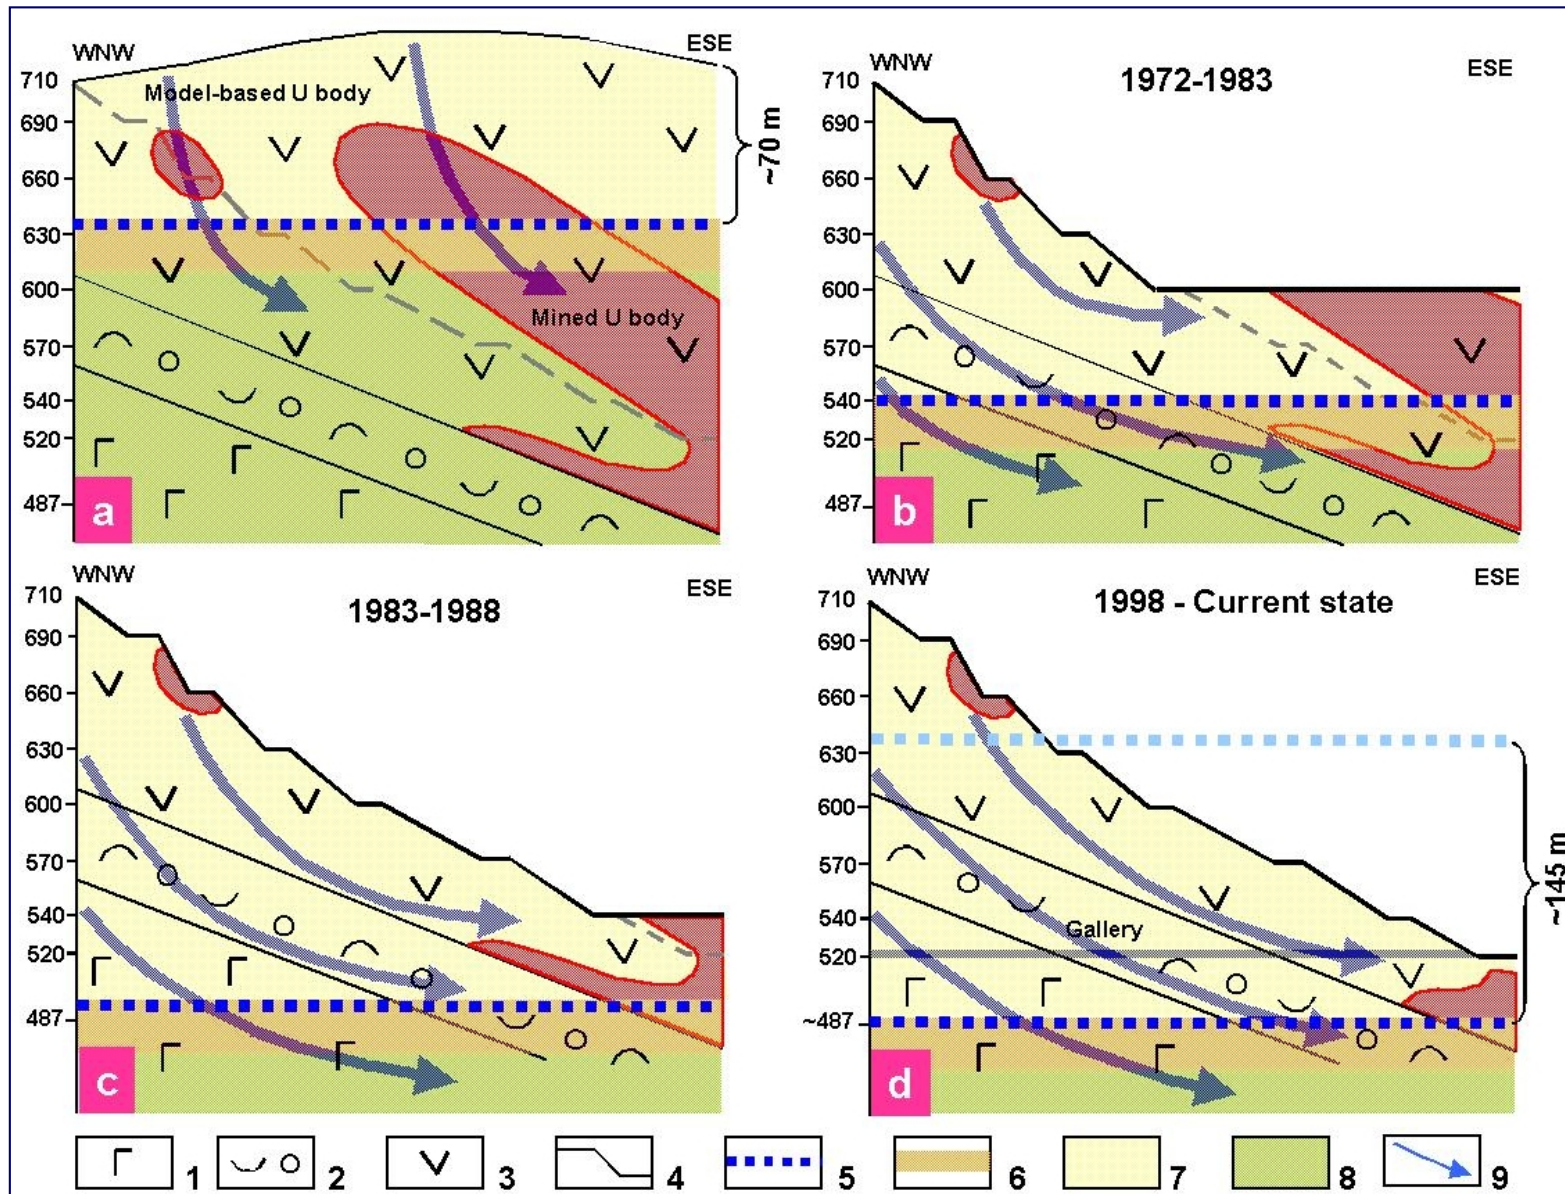 WNW
ESE
710
690
660
630
600
570
540
520
487
Model-based U body
Mined U body
~70 m
a
WNW
1972-1983
ESE
710
690
660
630
600
570
540
520
487
b
WNW
ESE
1983-1988
710
690
660
630
600
570
540
520
487
c
WNW
ESE
1998 - Current state
710
690
660
630
600
570
540
520
~487
Gallery
~145 m
d
1 2 3 4 5 6 7 8 9